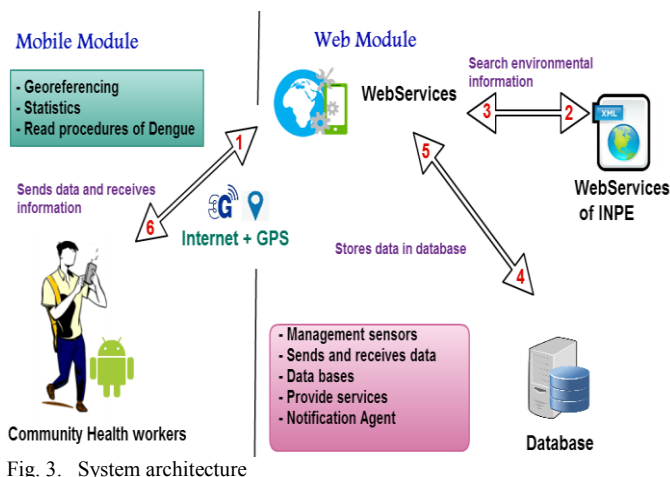 Mobile Module
- Georeferencing
- Statistics
- Read procedures of Dengue
Sends data and receives
information
1
6
3G
Internet + GPS
Community Health workers
Web Module
WebServices
Search environmental
information
3
2
XML
WebServices
of INPE
5
4
Stores data in database
- Management sensors
- Sends and receives data
- Data bases
- Provide services
- Notification Agent
Database
Fig. 3. System architecture